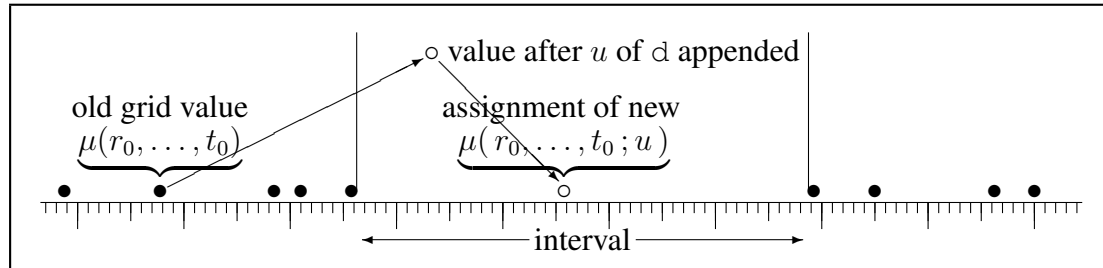 value after u of d appended
old grid value
assignment of new
μ(r₀, . . . , t₀)
μ( r₀, . . . , t₀ ; u )
interval